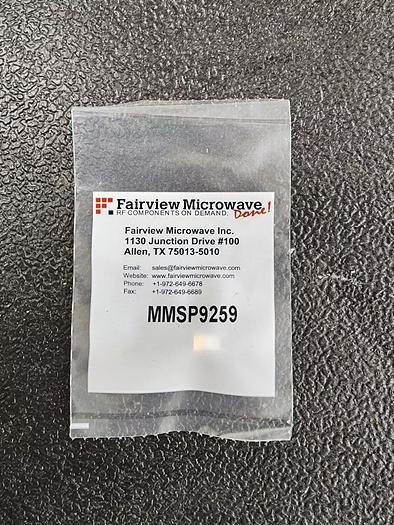 Fairview Microwave
RF COMPONENTS ON DEMAND. Done!
Fairview Microwave Inc.
1130 Junction Drive #100
Allen, TX 75013-5010
Email: sales@fairviewmicrowave.com
Website: www.fairviewmicrowave.com
Phone: +1-972-649-6678
Fax: +1-972-649-6689
MMSP9259